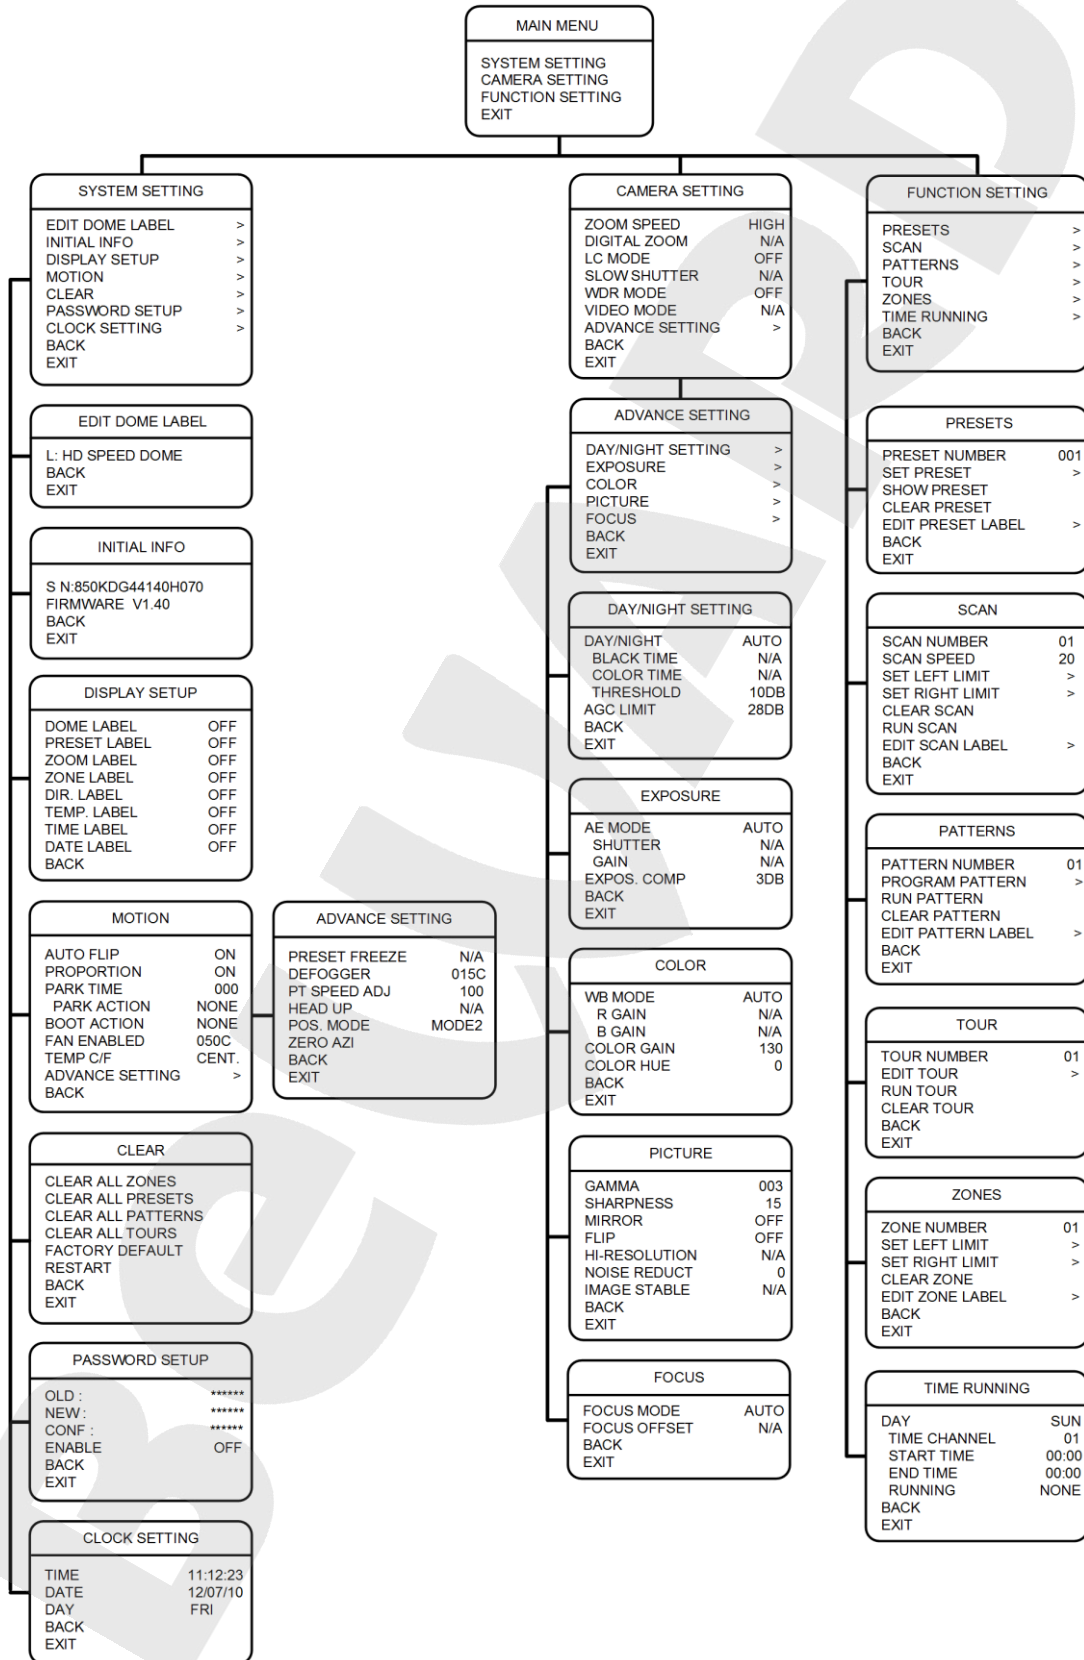 MAIN MENU
SYSTEM SETTING
CAMERA SETTING
FUNCTION SETTING
EXIT
SYSTEM SETTING
EDIT DOME LABEL >
INITIAL INFO >
DISPLAY SETUP >
MOTION >
CLEAR >
PASSWORD SETUP >
CLOCK SETTING >
BACK
EXIT
EDIT DOME LABEL
L: HD SPEED DOME
BACK
EXIT
INITIAL INFO
S N:850KDG44140H070
FIRMWARE V1.40
BACK
EXIT
DISPLAY SETUP
DOME LABEL OFF
PRESET LABEL OFF
ZOOM LABEL OFF
ZONE LABEL OFF
DIR. LABEL OFF
TEMP. LABEL OFF
TIME LABEL OFF
DATE LABEL OFF
BACK
MOTION
AUTO FLIP ON
PROPORTION ON
PARK TIME 000
PARK ACTION NONE
BOOT ACTION NONE
FAN ENABLED 050C
TEMP C/F CENT.
ADVANCE SETTING >
BACK
ADVANCE SETTING
PRESET FREEZE N/A
DEFOGGER 015C
PT SPEED ADJ 100
HEAD UP N/A
POS. MODE MODE2
ZERO AZI
BACK
EXIT
CLEAR
CLEAR ALL ZONES
CLEAR ALL PRESETS
CLEAR ALL PATTERNS
CLEAR ALL TOURS
FACTORY DEFAULT
RESTART
BACK
EXIT
PASSWORD SETUP
OLD : ******
NEW : ******
CONF : ******
ENABLE OFF
BACK
EXIT
CLOCK SETTING
TIME 11:12:23
DATE 12/07/10
DAY FRI
BACK
EXIT
CAMERA SETTING
ZOOM SPEED HIGH
DIGITAL ZOOM N/A
LC MODE OFF
SLOW SHUTTER N/A
WDR MODE OFF
VIDEO MODE N/A
ADVANCE SETTING >
BACK
EXIT
ADVANCE SETTING
DAY/NIGHT SETTING >
EXPOSURE >
COLOR >
PICTURE >
FOCUS >
BACK
EXIT
DAY/NIGHT SETTING
DAY/NIGHT AUTO
BLACK TIME N/A
COLOR TIME N/A
THRESHOLD 10DB
AGC LIMIT 28DB
BACK
EXIT
EXPOSURE
AE MODE AUTO
SHUTTER N/A
GAIN N/A
EXPOS. COMP 3DB
BACK
EXIT
COLOR
WB MODE AUTO
R GAIN N/A
B GAIN N/A
COLOR GAIN 130
COLOR HUE 0
BACK
EXIT
PICTURE
GAMMA 003
SHARPNESS 15
MIRROR OFF
FLIP OFF
HI-RESOLUTION N/A
NOISE REDUCT 0
IMAGE STABLE N/A
BACK
EXIT
FOCUS
FOCUS MODE AUTO
FOCUS OFFSET N/A
BACK
EXIT
FUNCTION SETTING
PRESETS >
SCAN >
PATTERNS >
TOUR >
ZONES >
TIME RUNNING >
BACK
EXIT
PRESETS
PRESET NUMBER 001
SET PRESET >
SHOW PRESET
CLEAR PRESET
EDIT PRESET LABEL >
BACK
EXIT
SCAN
SCAN NUMBER 01
SCAN SPEED 20
SET LEFT LIMIT >
SET RIGHT LIMIT >
CLEAR SCAN
RUN SCAN
EDIT SCAN LABEL >
BACK
EXIT
PATTERNS
PATTERN NUMBER 01
PROGRAM PATTERN >
RUN PATTERN
CLEAR PATTERN
EDIT PATTERN LABEL >
BACK
EXIT
TOUR
TOUR NUMBER 01
EDIT TOUR >
RUN TOUR
CLEAR TOUR
BACK
EXIT
ZONES
ZONE NUMBER 01
SET LEFT LIMIT >
SET RIGHT LIMIT >
CLEAR ZONE
EDIT ZONE LABEL >
BACK
EXIT
TIME RUNNING
DAY SUN
TIME CHANNEL 01
START TIME 00:00
END TIME 00:00
RUNNING NONE
BACK
EXIT
BeWARD